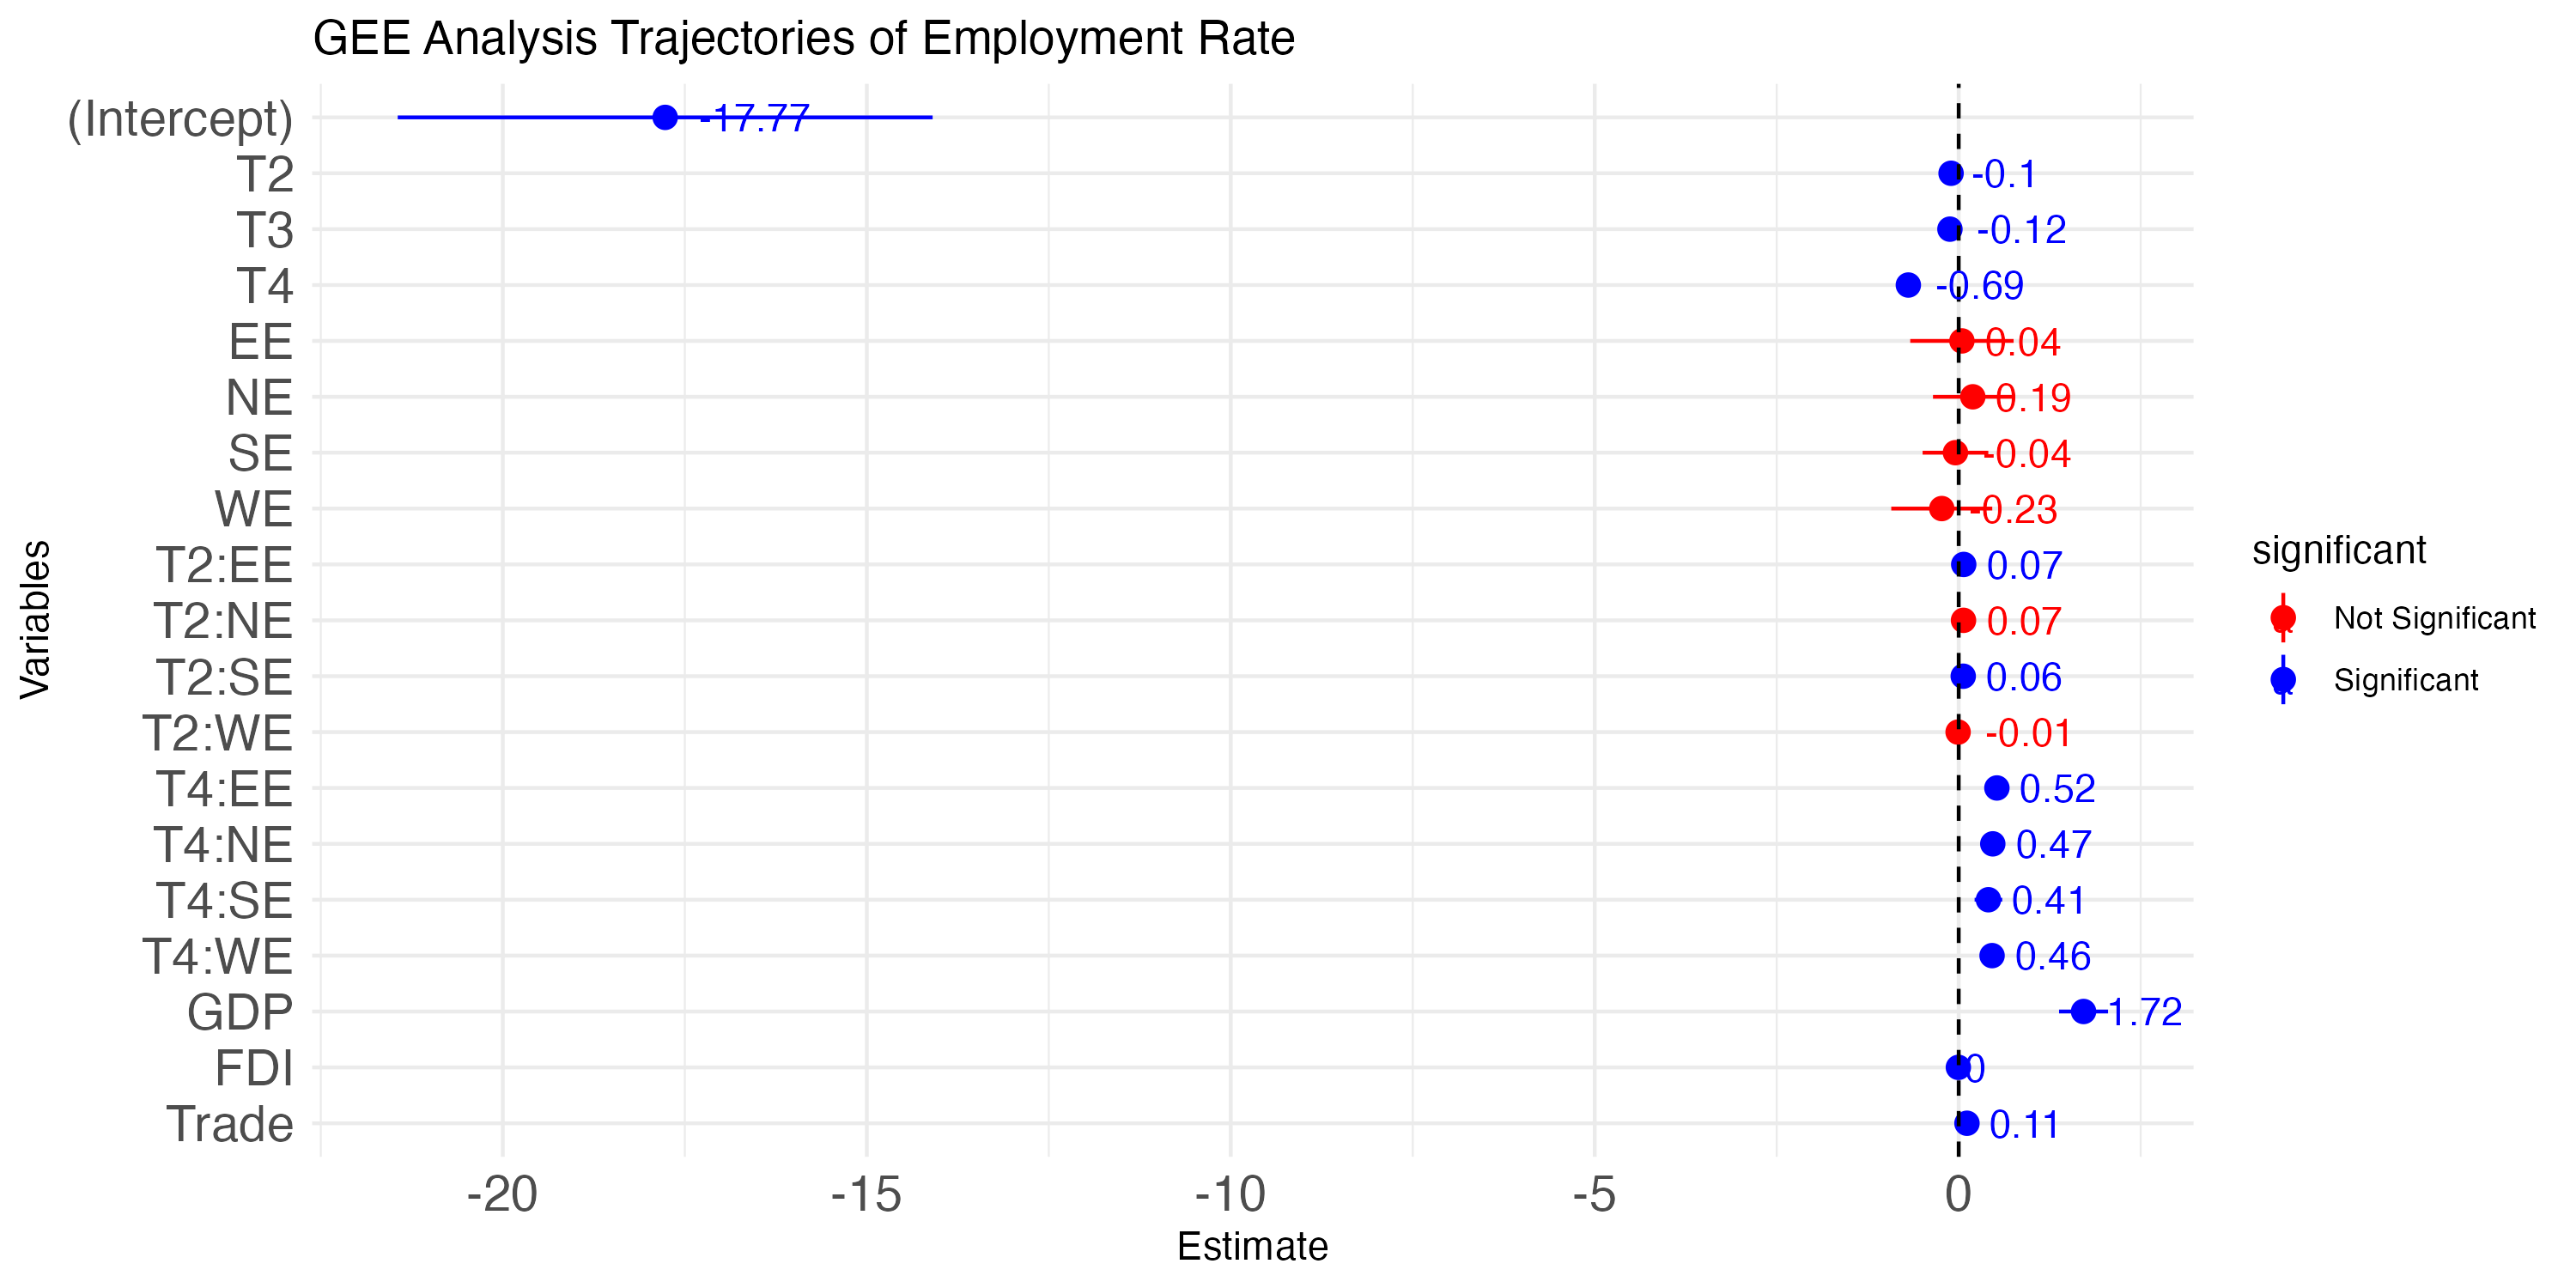 GEE Analysis Trajectories of Employment Rate
(Intercept) -17.77
T2 -0.1
T3 -0.12
T4 -0.69
EE 0.04
NE 0.19
SE -0.04
WE -0.23
T2:EE 0.07
T2:NE 0.07
T2:SE 0.06
T2:WE -0.01
T4:EE 0.52
T4:NE 0.47
T4:SE 0.41
T4:WE 0.46
GDP 1.72
FDI 0
Trade 0.11
-20 -15 -10 -5 0
Estimate
Variables
significant
Not Significant
Significant